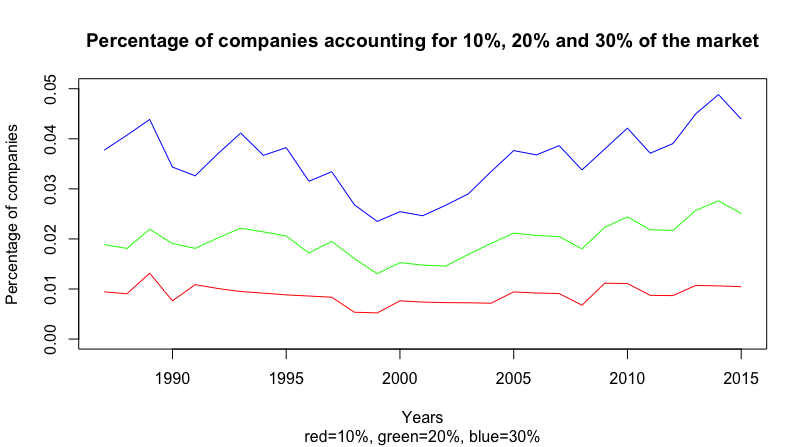 Percentage of companies accounting for 10%, 20% and 30% of the market
Percentage of companies
0.05
0.04
0.03
0.02
0.01
0.00
1990 1995 2000 2005 2010 2015
Years
red=10%, green=20%, blue=30%